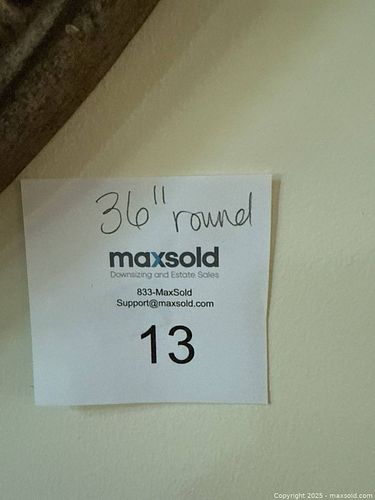 36" round
maxsold
Downsizing and Estate Sales
833-MaxSold
Support@maxsold.com
13
Copyright 2025 - maxsold.com